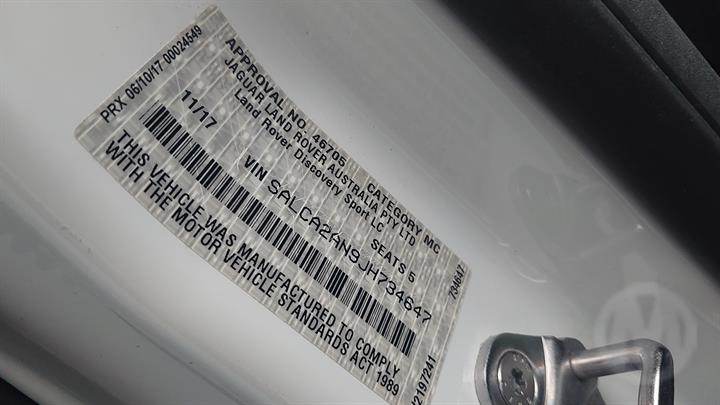 PRX 06/10/17 00024549
APPROVAL NO. 46705 CATEGORY MC
JAGUAR LAND ROVER AUSTRALIA PTY LTD
Land Rover Discovery Sport LC
11/17 SEATS 5
VIN SALCA2AN9JH734647
THIS VEHICLE WAS MANUFACTURED TO COMPLY
WITH THE MOTOR VEHICLE STANDARDS ACT 1989
734647
M